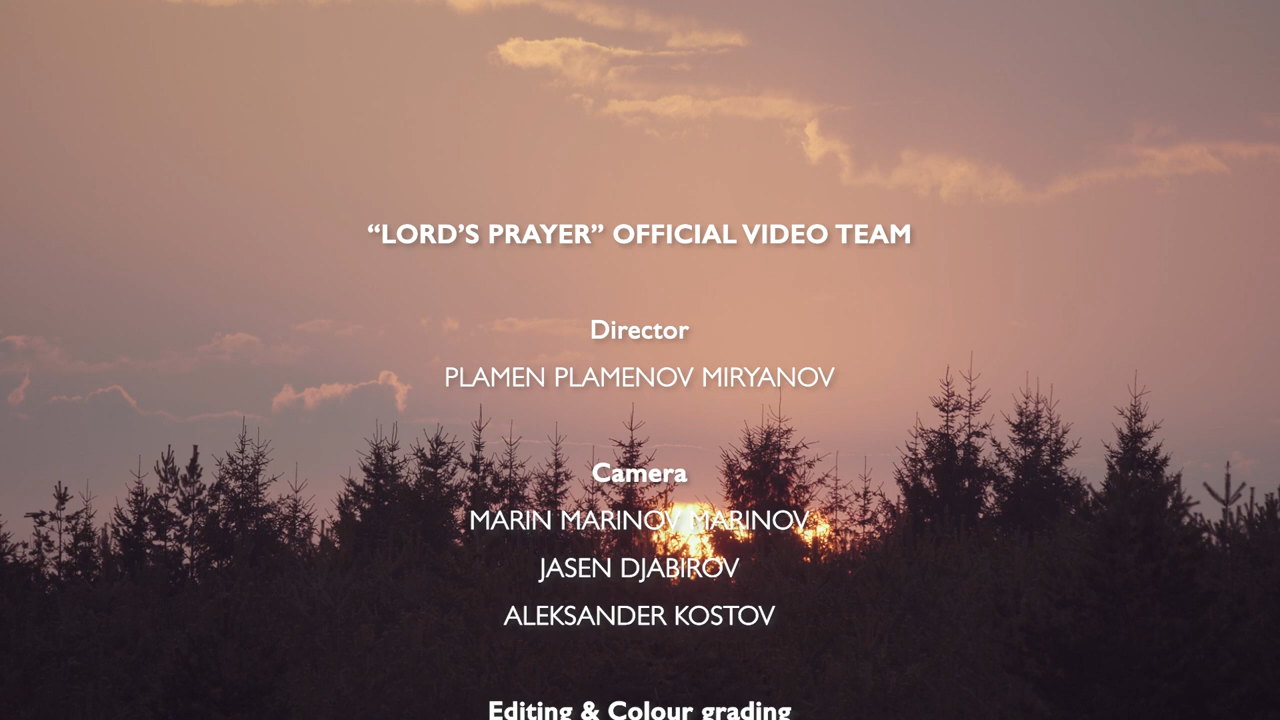 “LORD’S PRAYER” OFFICIAL VIDEO TEAM
Director
PLAMEN PLAMENOV MIRYANOV
Camera
MARIN MARINOV MARINOV
JASEN DJABIROV
ALEKSANDER KOSTOV
Editing & Colour grading